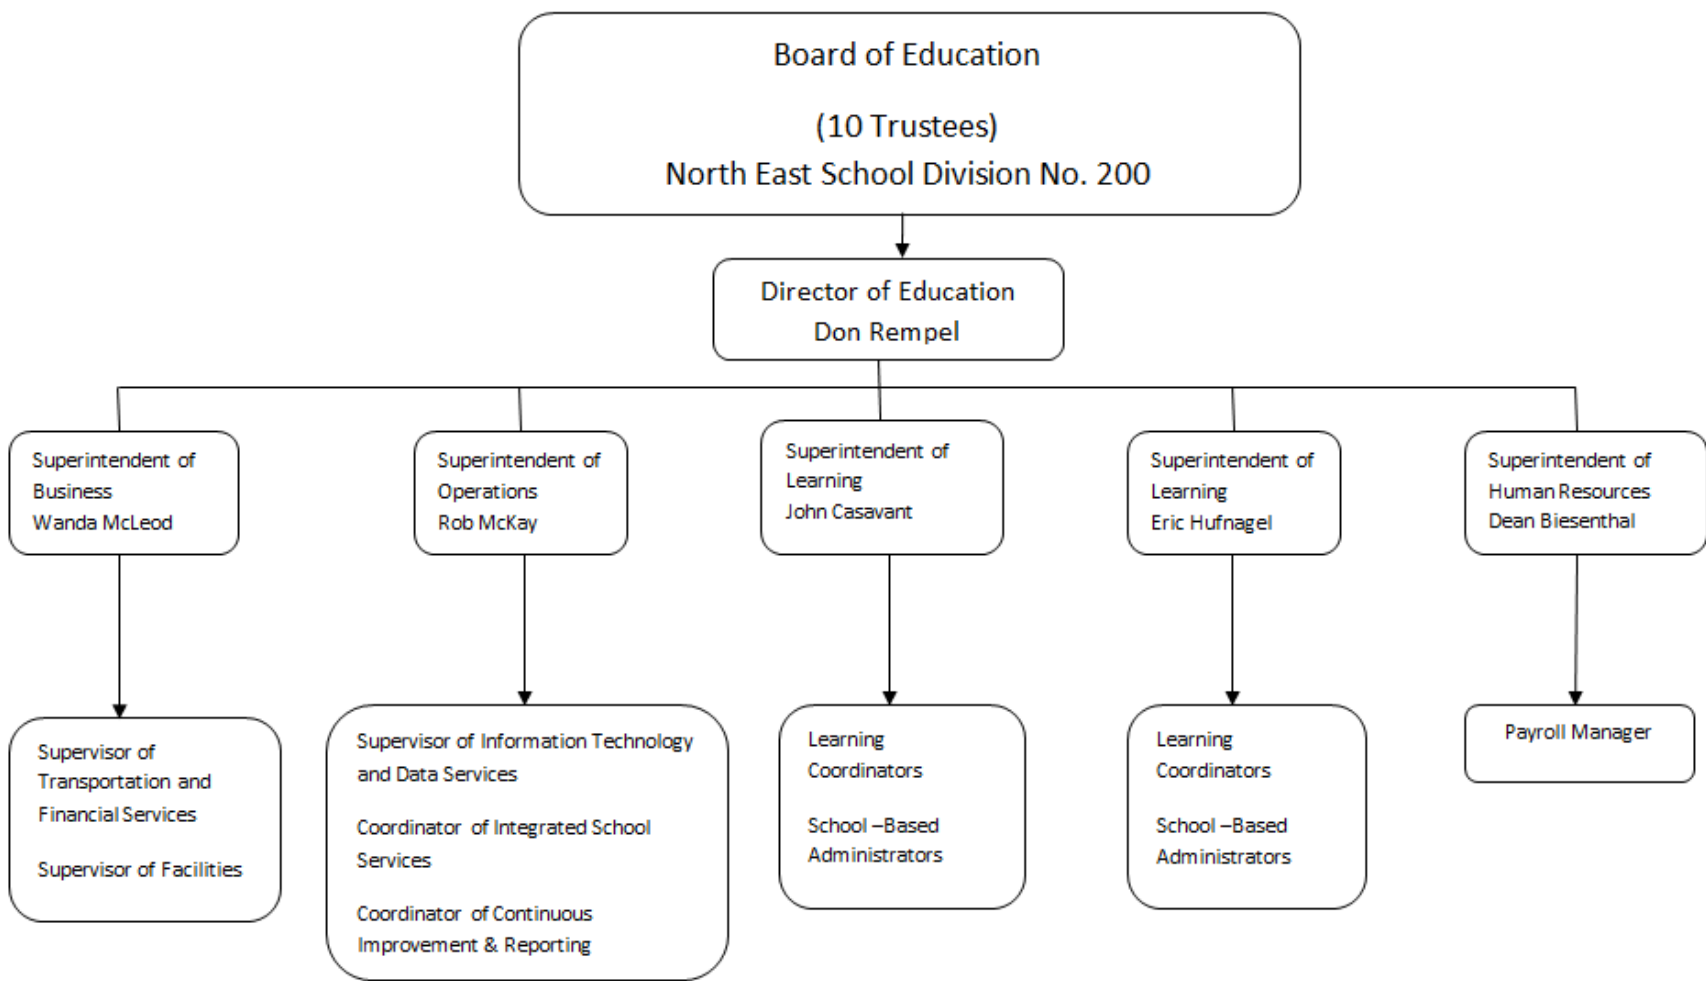 Board of Education
(10 Trustees)
North East School Division No. 200
Director of Education
Don Rempel
Superintendent of
Business
Wanda McLeod
Superintendent of
Operations
Rob McKay
Superintendent of
Learning
John Casavant
Superintendent of
Learning
Eric Hufnagel
Superintendent of
Human Resources
Dean Biesenthal
Supervisor of
Transportation and
Financial Services
Supervisor of Facilities
Supervisor of Information Technology
and Data Services
Coordinator of Integrated School
Services
Coordinator of Continuous
Improvement & Reporting
Learning
Coordinators
School –Based
Administrators
Learning
Coordinators
School –Based
Administrators
Payroll Manager